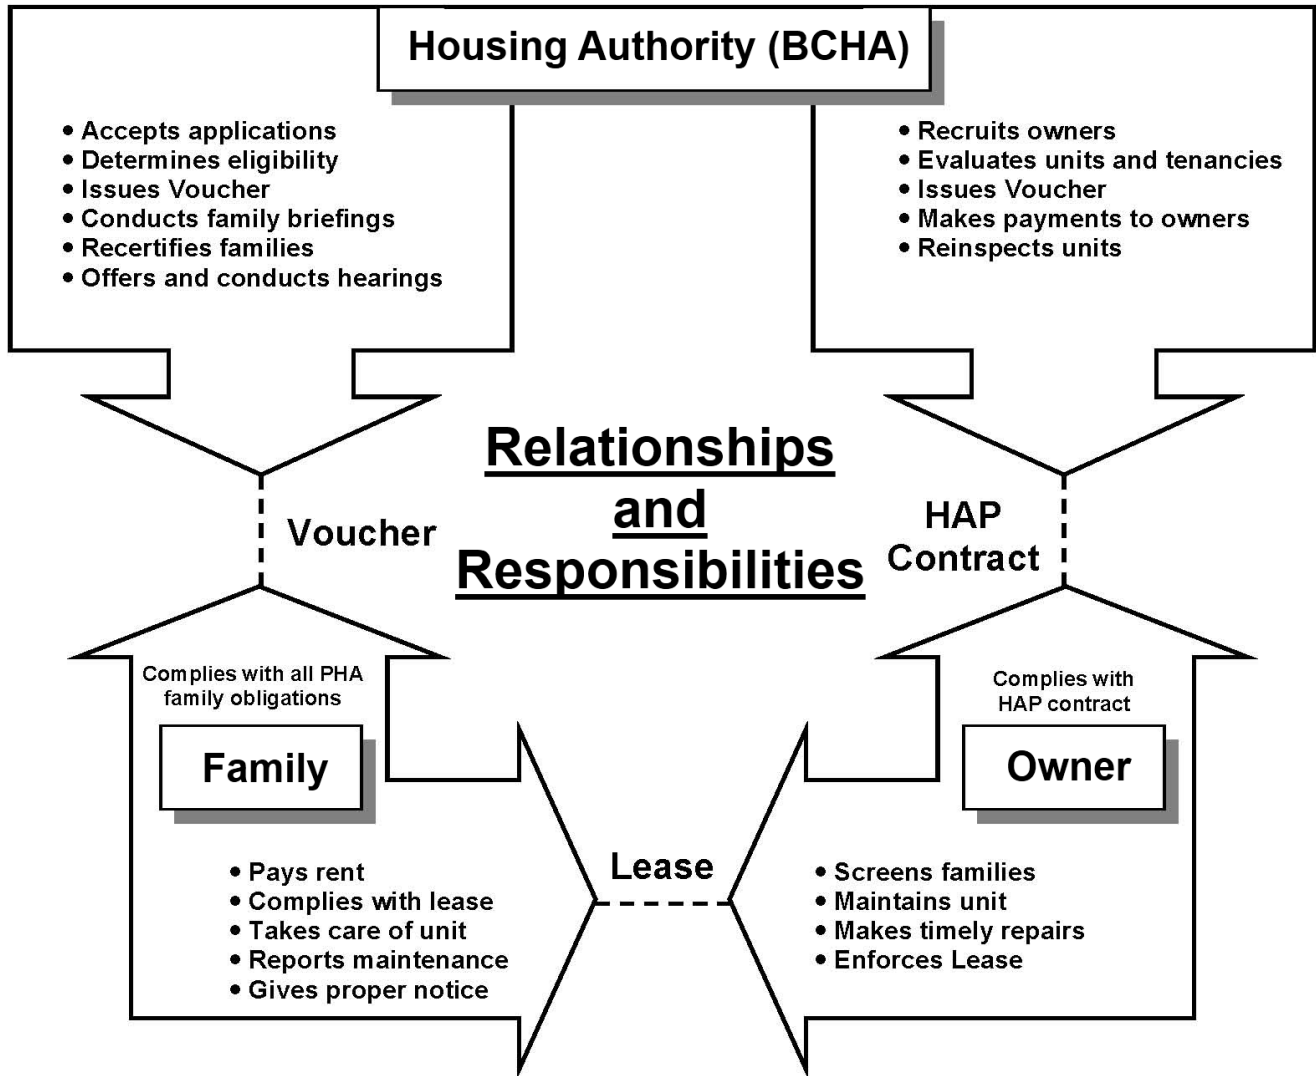 Housing Authority (BCHA)
• Accepts applications
• Determines eligibility
• Issues Voucher
• Conducts family briefings
• Recertifies families
• Offers and conducts hearings
• Recruits owners
• Evaluates units and tenancies
• Issues Voucher
• Makes payments to owners
• Reinspects units
Relationships
and
Responsibilities
Voucher
HAP
Contract
Complies with all PHA
family obligations
Family
• Pays rent
• Complies with lease
• Takes care of unit
• Reports maintenance
• Gives proper notice
Lease
Complies with
HAP contract
Owner
• Screens families
• Maintains unit
• Makes timely repairs
• Enforces Lease